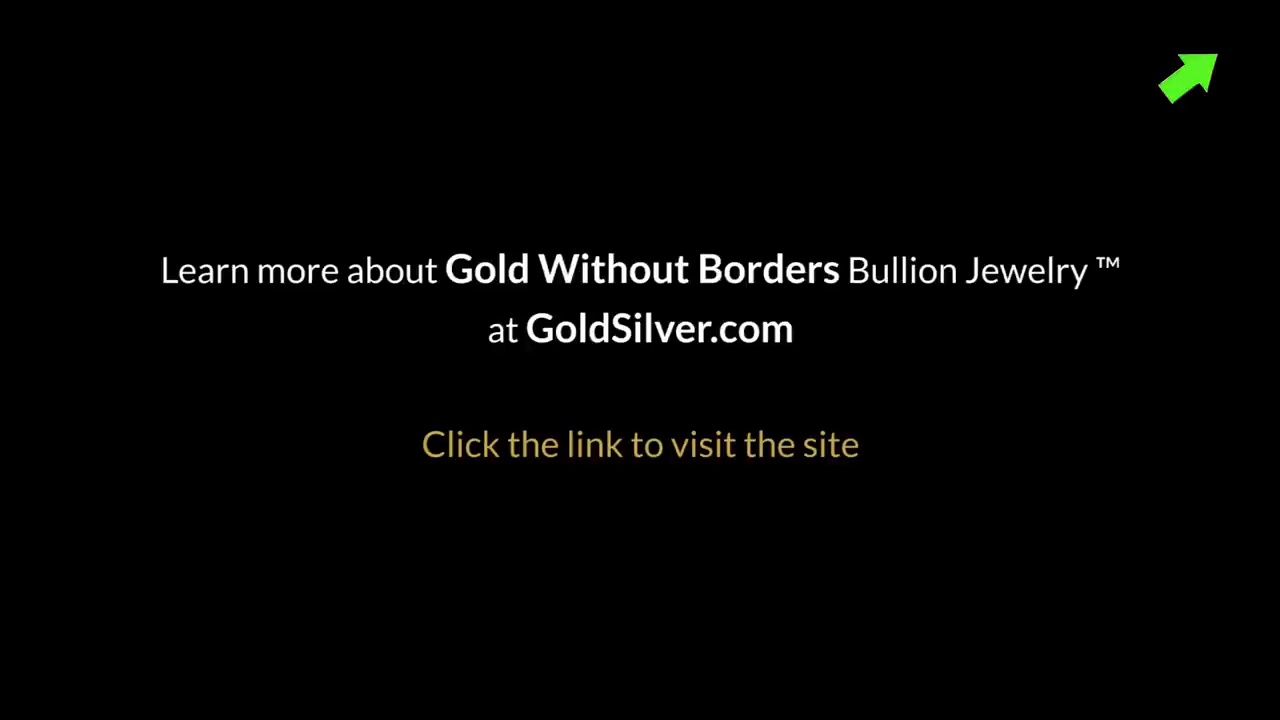 Learn more about Gold Without Borders Bullion Jewelry ™
at GoldSilver.com
Click the link to visit the site